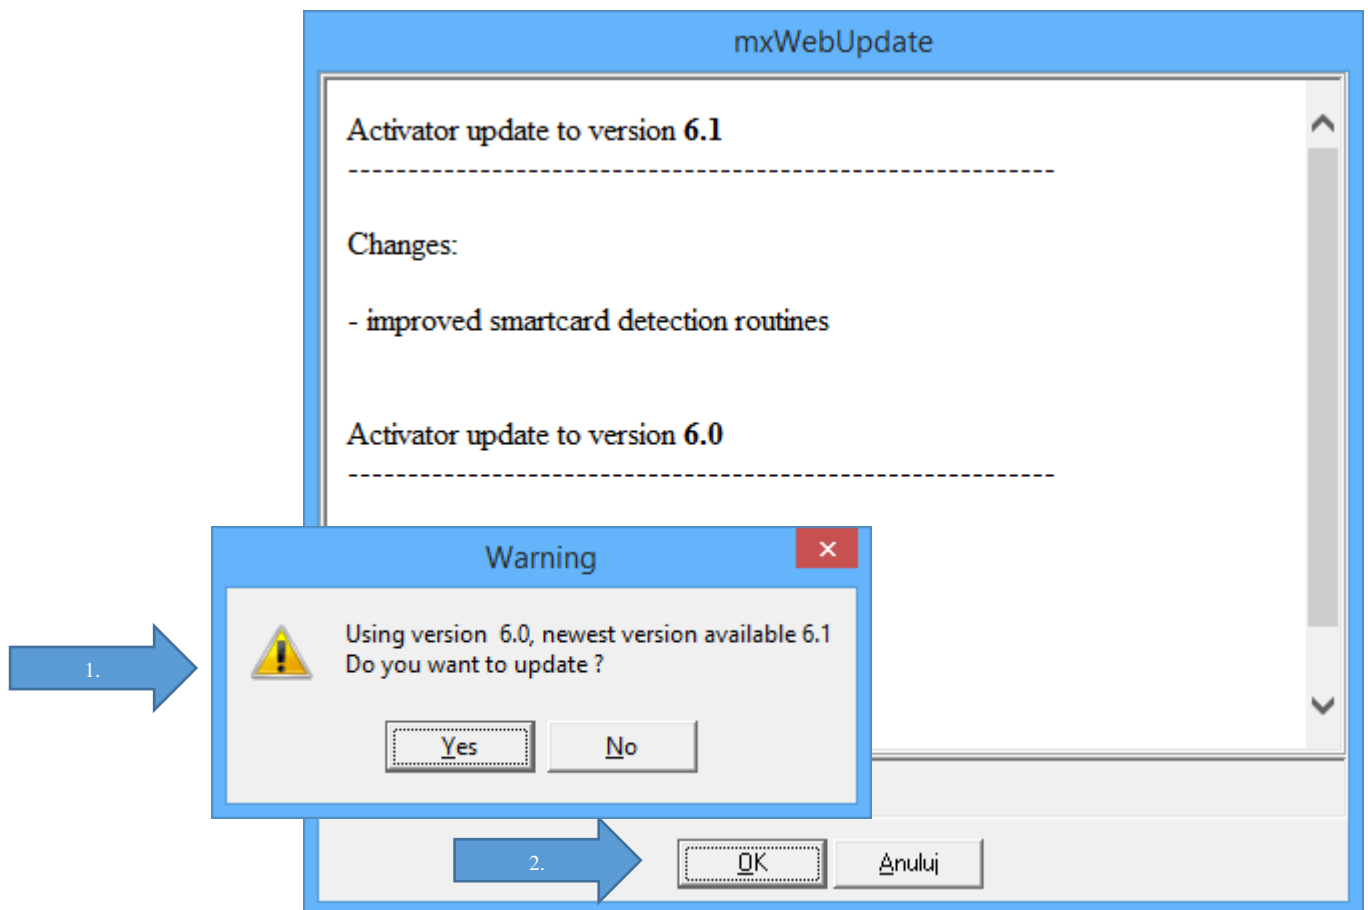 mxWebUpdate
Activator update to version 6.1
-----------------------------------------------------------
Changes:
- improved smartcard detection routines
Activator update to version 6.0
-----------------------------------------------------------
Warning
Using version  6.0, newest version available 6.1
Do you want to update ?
1.
Yes No
2.
OK Anuluj